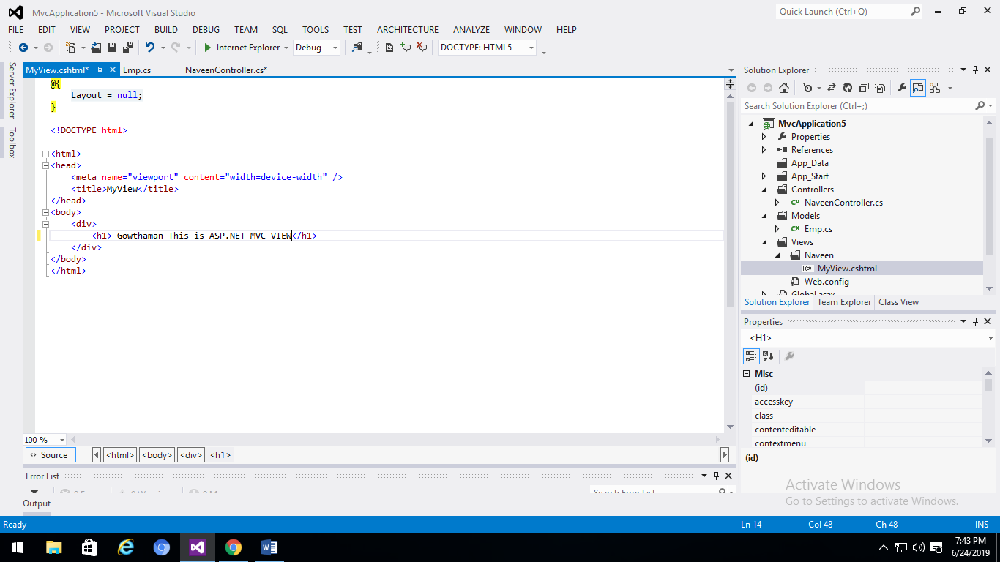 MvcApplication5 - Microsoft Visual Studio
Quick Launch (Ctrl+Q)
FILE EDIT VIEW PROJECT BUILD DEBUG TEAM SQL TOOLS TEST ARCHITECTURE ANALYZE WINDOW HELP
Internet Explorer Debug DOCTYPE: HTML5
Server Explorer
Toolbox
MyView.cshtml* Emp.cs NaveenController.cs*
@{
Layout = null;
}
<!DOCTYPE html>
<html>
<head>
<meta name="viewport" content="width=device-width" />
<title>MyView</title>
</head>
<body>
<div>
<h1> Gowthaman This is ASP.NET MVC VIEW</h1>
</div>
</body>
</html>
100 %
Source <html> <body> <div> <h1>
Error List
Search Error List
Output
Solution Explorer
Search Solution Explorer (Ctrl+;)
MvcApplication5
Properties
References
App_Data
App_Start
Controllers
C# NaveenController.cs
Models
C# Emp.cs
Views
Naveen
[@] MyView.cshtml
Web.config
Global.asax
Solution Explorer Team Explorer Class View
Properties
<H1>
Misc
(id)
accesskey
class
contenteditable
contextmenu
(id)
Activate Windows
Go to Settings to activate Windows.
Ready Ln 14 Col 48 Ch 48 INS
7:43 PM
6/24/2019